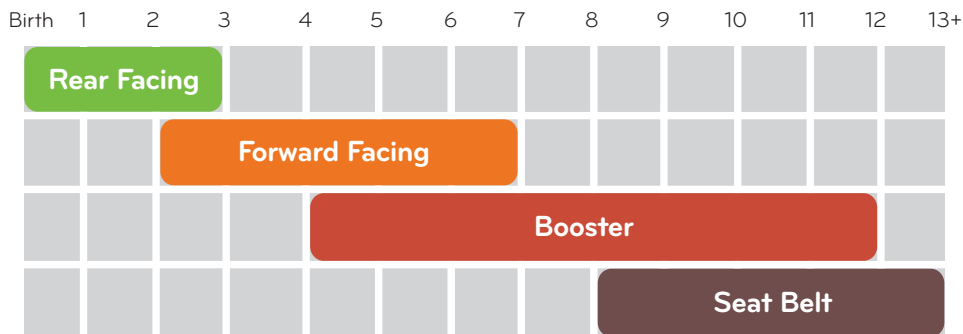 Birth 1 2 3 4 5 6 7 8 9 10 11 12 13+
Rear Facing
Forward Facing
Booster
Seat Belt